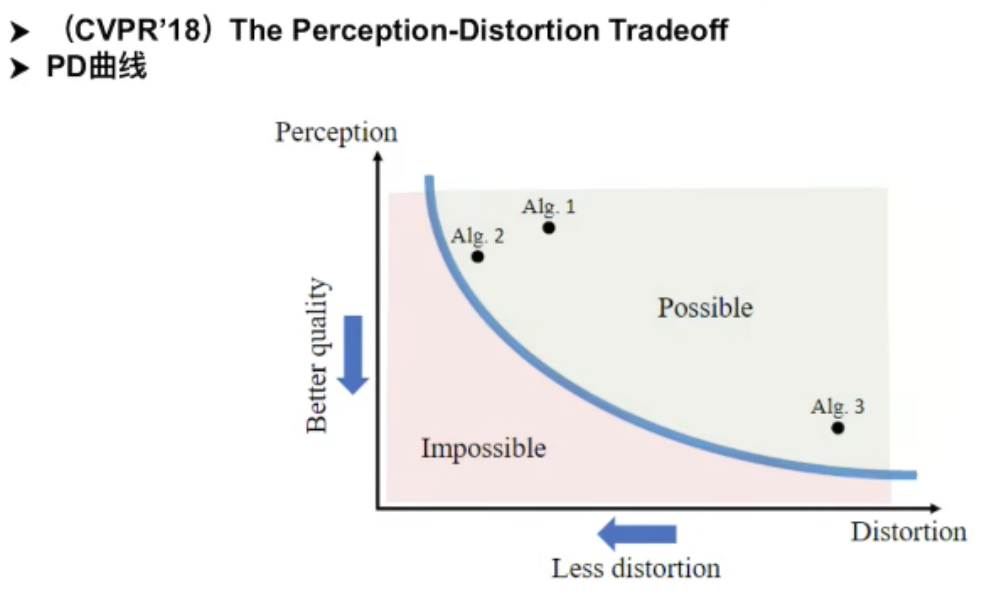 ➤ （CVPR’18）The Perception-Distortion Tradeoff
➤ PD曲线
Perception
Alg. 1
Alg. 2
Possible
Better quality
Alg. 3
Impossible
Distortion
Less distortion